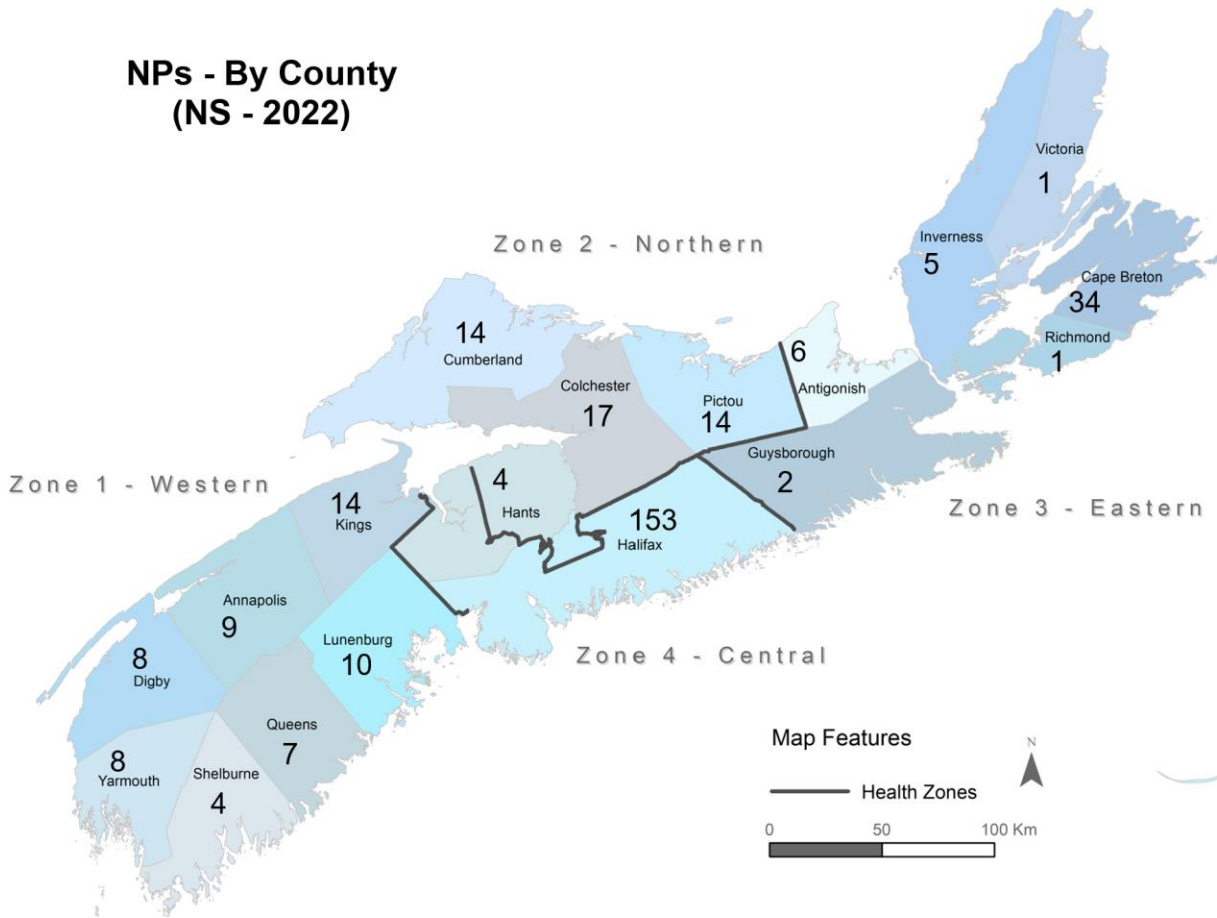 NPs - By County
(NS - 2022)
Victoria
1
Zone 2 - Northern
Inverness
5
Cape Breton
34
14
Cumberland
6
Richmond
1
Colchester
17
Antigonish
Pictou
14
Guysborough
2
Zone 1 - Western
4
Hants
14
Kings
153
Halifax
Zone 3 - Eastern
Annapolis
9
Lunenburg
10
Zone 4 - Central
8
Digby
Queens
7
8
Yarmouth
Shelburne
4
Map Features
N
Health Zones
0 50 100 Km